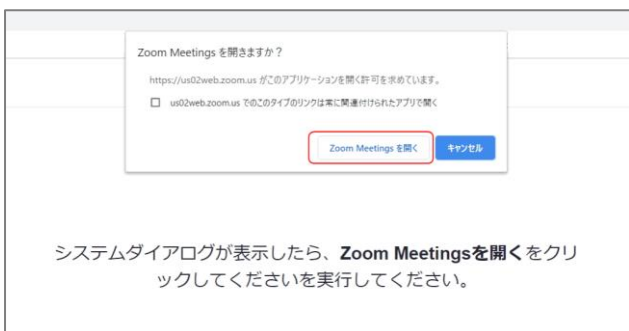 Zoom Meetings を開きますか？
https://us02web.zoom.us がこのアプリケーションを開く許可を求めています。
us02web.zoom.us でのこのタイプのリンクは常に関連付けられたアプリで開く
Zoom Meetings を開く キャンセル
システムダイアログが表示したら、Zoom Meetingsを開くをクリ
ックしてくださいを実行してください。